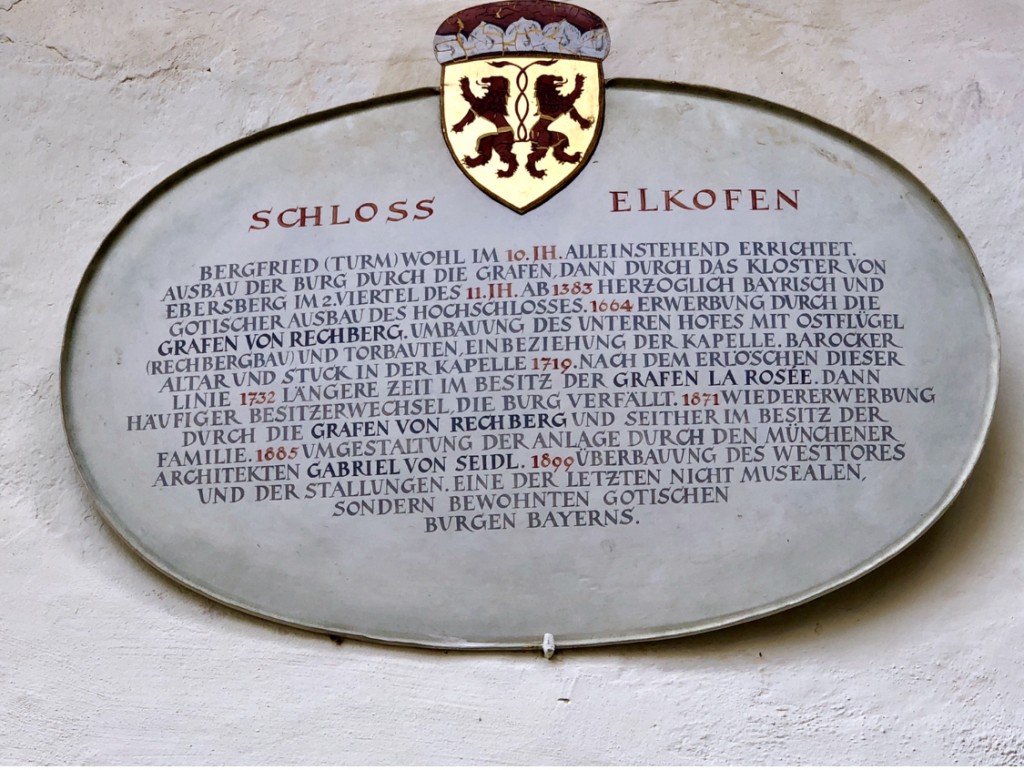 SCHLOSS ELKOFEN
BERGFRIED (TURM) WOHL IM 10. JH. ALLEINSTEHEND ERRICHTET.
AUSBAU DER BURG DURCH DIE GRAFEN, DANN DURCH DAS KLOSTER VON
EBERSBERG IM 2. VIERTEL DES 11. JH. AB 1383 HERZOGLICH BAYRISCH UND
GOTISCHER AUSBAU DES HOCHSCHLOSSES. 1664 ERWERBUNG DURCH DIE
GRAFEN VON RECHBERG. UMBAUUNG DES UNTEREN HOFES MIT OSTFLÜGEL
(RECHBERGBAU) UND TORBAUTEN, EINBEZIEHUNG DER KAPELLE. BAROCKER
ALTAR UND STUCK IN DER KAPELLE 1719. NACH DEM ERLÖSCHEN DIESER
LINIE 1732 LÄNGERE ZEIT IM BESITZ DER GRAFEN LA ROSÉE. DANN
HÄUFIGER BESITZERWECHSEL, DIE BURG VERFÄLLT. 1871 WIEDERERWERBUNG
DURCH DIE GRAFEN VON RECHBERG UND SEITHER IM BESITZ DER
FAMILIE. 1885 UMGESTALTUNG DER ANLAGE DURCH DEN MÜNCHENER
ARCHITEKTEN GABRIEL VON SEIDL. 1899 ÜBERBAUUNG DES WESTTORES
UND DER STALLUNGEN. EINE DER LETZTEN NICHT MUSEALEN,
SONDERN BEWOHNTEN GOTISCHEN
BURGEN BAYERNS.